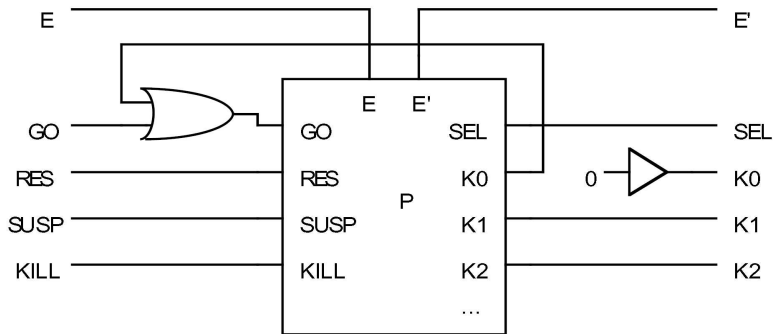 E E'
E E'
GO GO SEL SEL
RES RES K0 0 K0
P
SUSP SUSP K1 K1
KILL KILL K2 K2
...